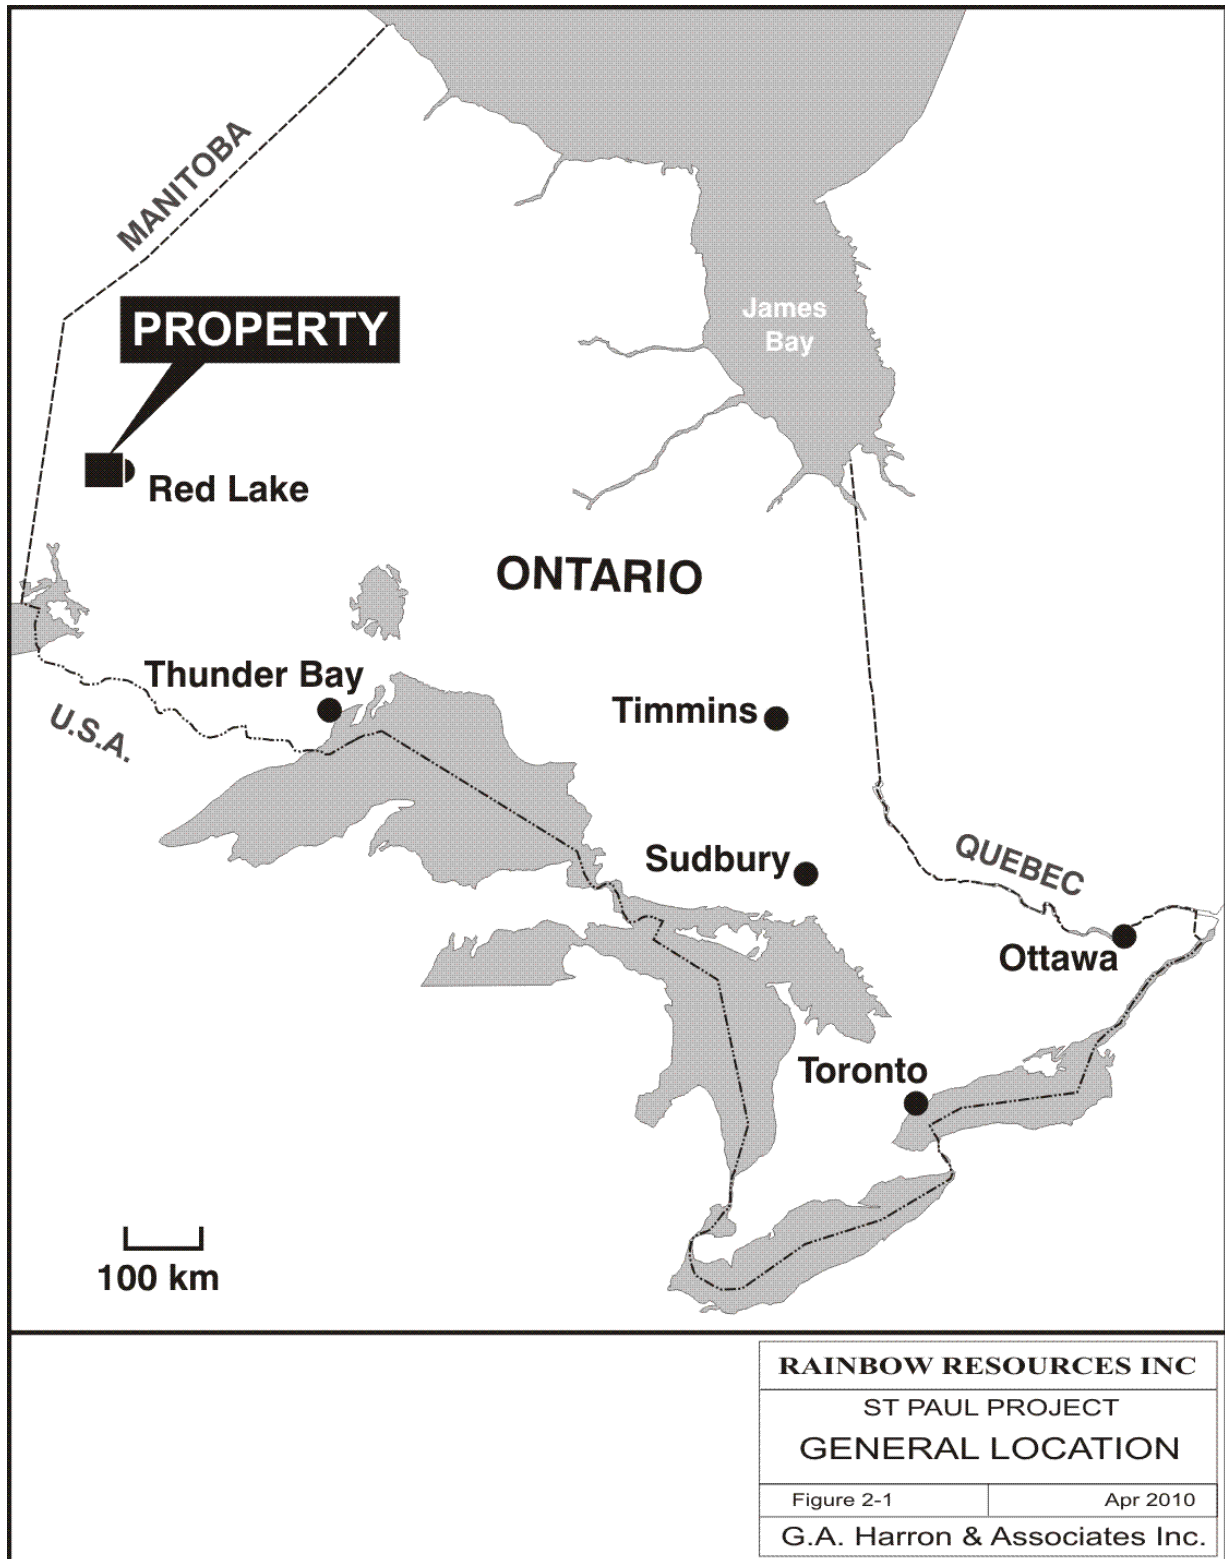 MANITOBA
PROPERTY
James
Bay
Red Lake
ONTARIO
Thunder Bay
U.S.A.
Timmins
Sudbury
QUEBEC
Ottawa
Toronto
100 km
RAINBOW RESOURCES INC
ST PAUL PROJECT
GENERAL LOCATION
Figure 2-1 Apr 2010
G.A. Harron & Associates Inc.